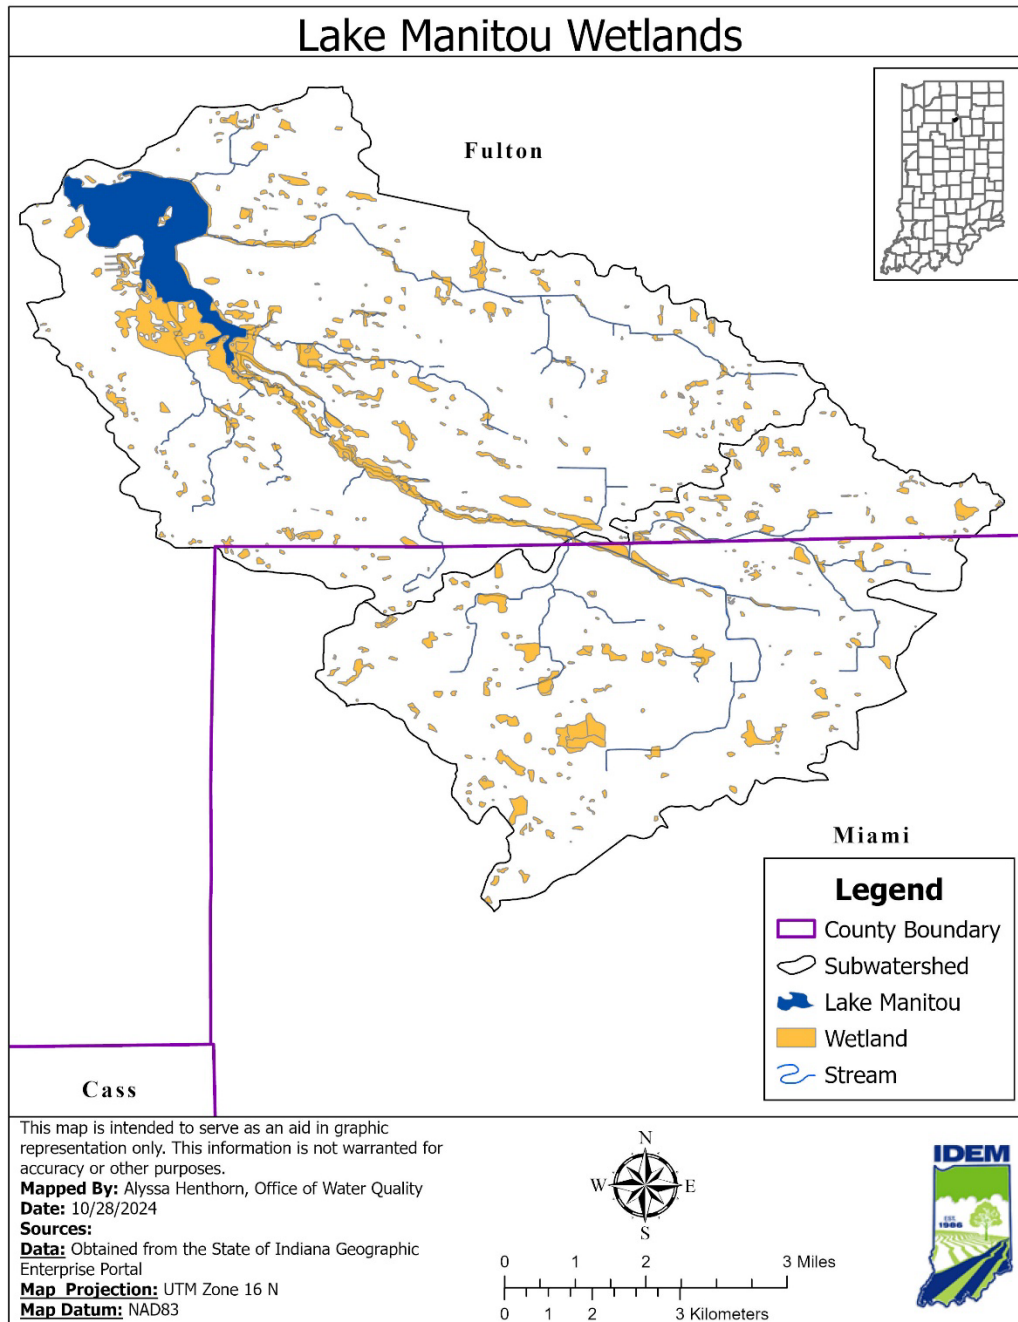 Lake Manitou Wetlands
Fulton
Miami
Legend
County Boundary
Subwatershed
Lake Manitou
Wetland
Stream
Cass
This map is intended to serve as an aid in graphic
representation only. This information is not warranted for
accuracy or other purposes.
Mapped By: Alyssa Henthorn, Office of Water Quality
Date: 10/28/2024
Sources:
Data: Obtained from the State of Indiana Geographic
Enterprise Portal
Map Projection: UTM Zone 16 N
Map Datum: NAD83
N
W E
S
0 1 2 3 Miles
0 1 2 3 Kilometers
IDEM
EST.
1986